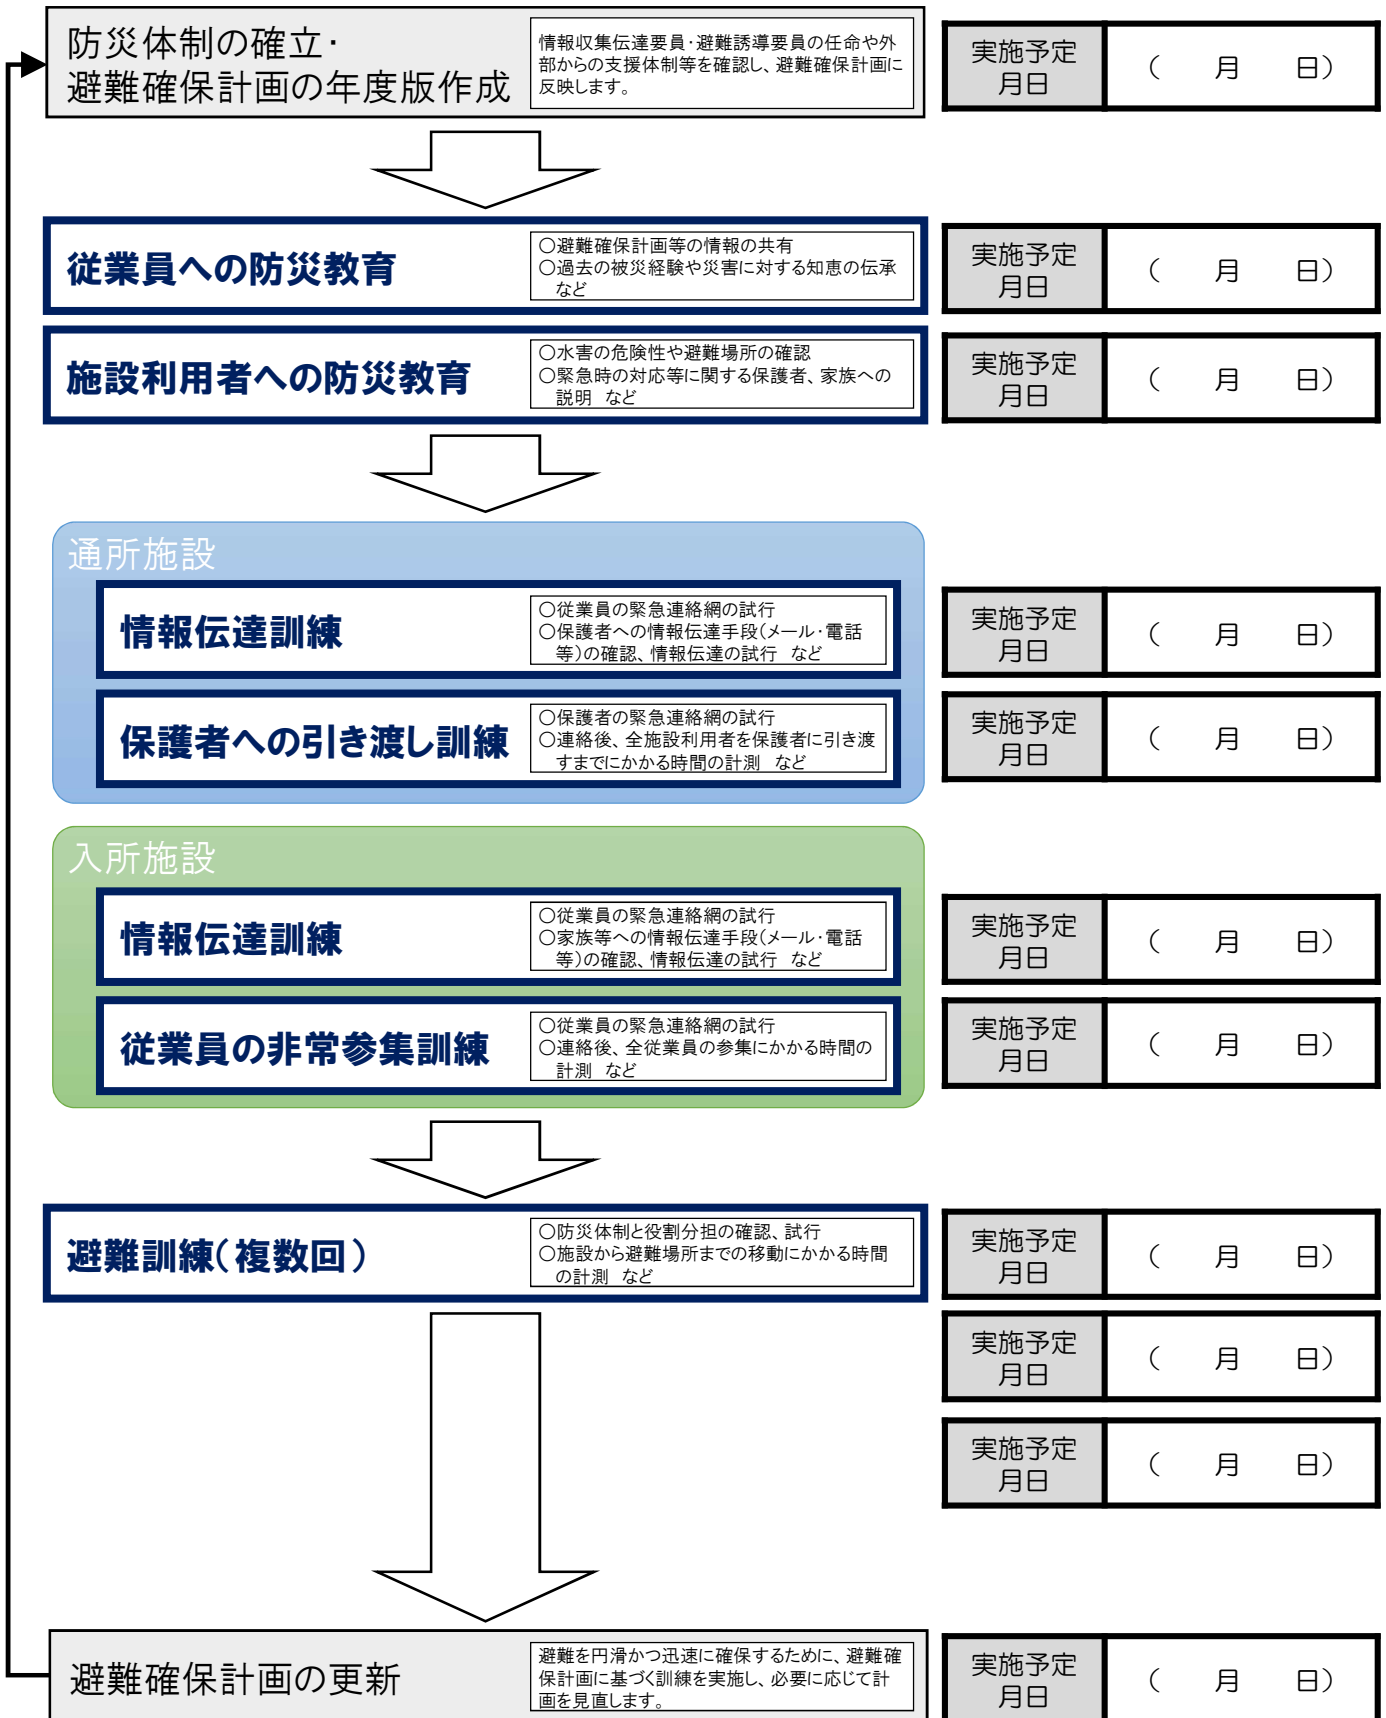 防災体制の確立・
避難確保計画の年度版作成
情報収集伝達要員・避難誘導要員の任命や外
部からの支援体制等を確認し、避難確保計画に
反映します。
実施予定
月日
（　月　日）
従業員への防災教育
○避難確保計画等の情報の共有
○過去の被災経験や災害に対する知恵の伝承
など
実施予定
月日
（　月　日）
施設利用者への防災教育
○水害の危険性や避難場所の確認
○緊急時の対応等に関する保護者、家族への
説明　など
実施予定
月日
（　月　日）
通所施設
情報伝達訓練
○従業員の緊急連絡網の試行
○保護者への情報伝達手段(メール・電話
等)の確認、情報伝達の試行　など
実施予定
月日
（　月　日）
保護者への引き渡し訓練
○保護者の緊急連絡網の試行
○連絡後、全施設利用者を保護者に引き渡
すまでにかかる時間の計測　など
実施予定
月日
（　月　日）
入所施設
情報伝達訓練
○従業員の緊急連絡網の試行
○家族等への情報伝達手段(メール・電話
等)の確認、情報伝達の試行　など
実施予定
月日
（　月　日）
従業員の非常参集訓練
○従業員の緊急連絡網の試行
○連絡後、全従業員の参集にかかる時間の
計測　など
実施予定
月日
（　月　日）
避難訓練(複数回)
○防災体制と役割分担の確認、試行
○施設から避難場所までの移動にかかる時間
の計測　など
実施予定
月日
（　月　日）
実施予定
月日
（　月　日）
実施予定
月日
（　月　日）
避難確保計画の更新
避難を円滑かつ迅速に確保するために、避難確
保計画に基づく訓練を実施し、必要に応じて計
画を見直します。
実施予定
月日
（　月　日）